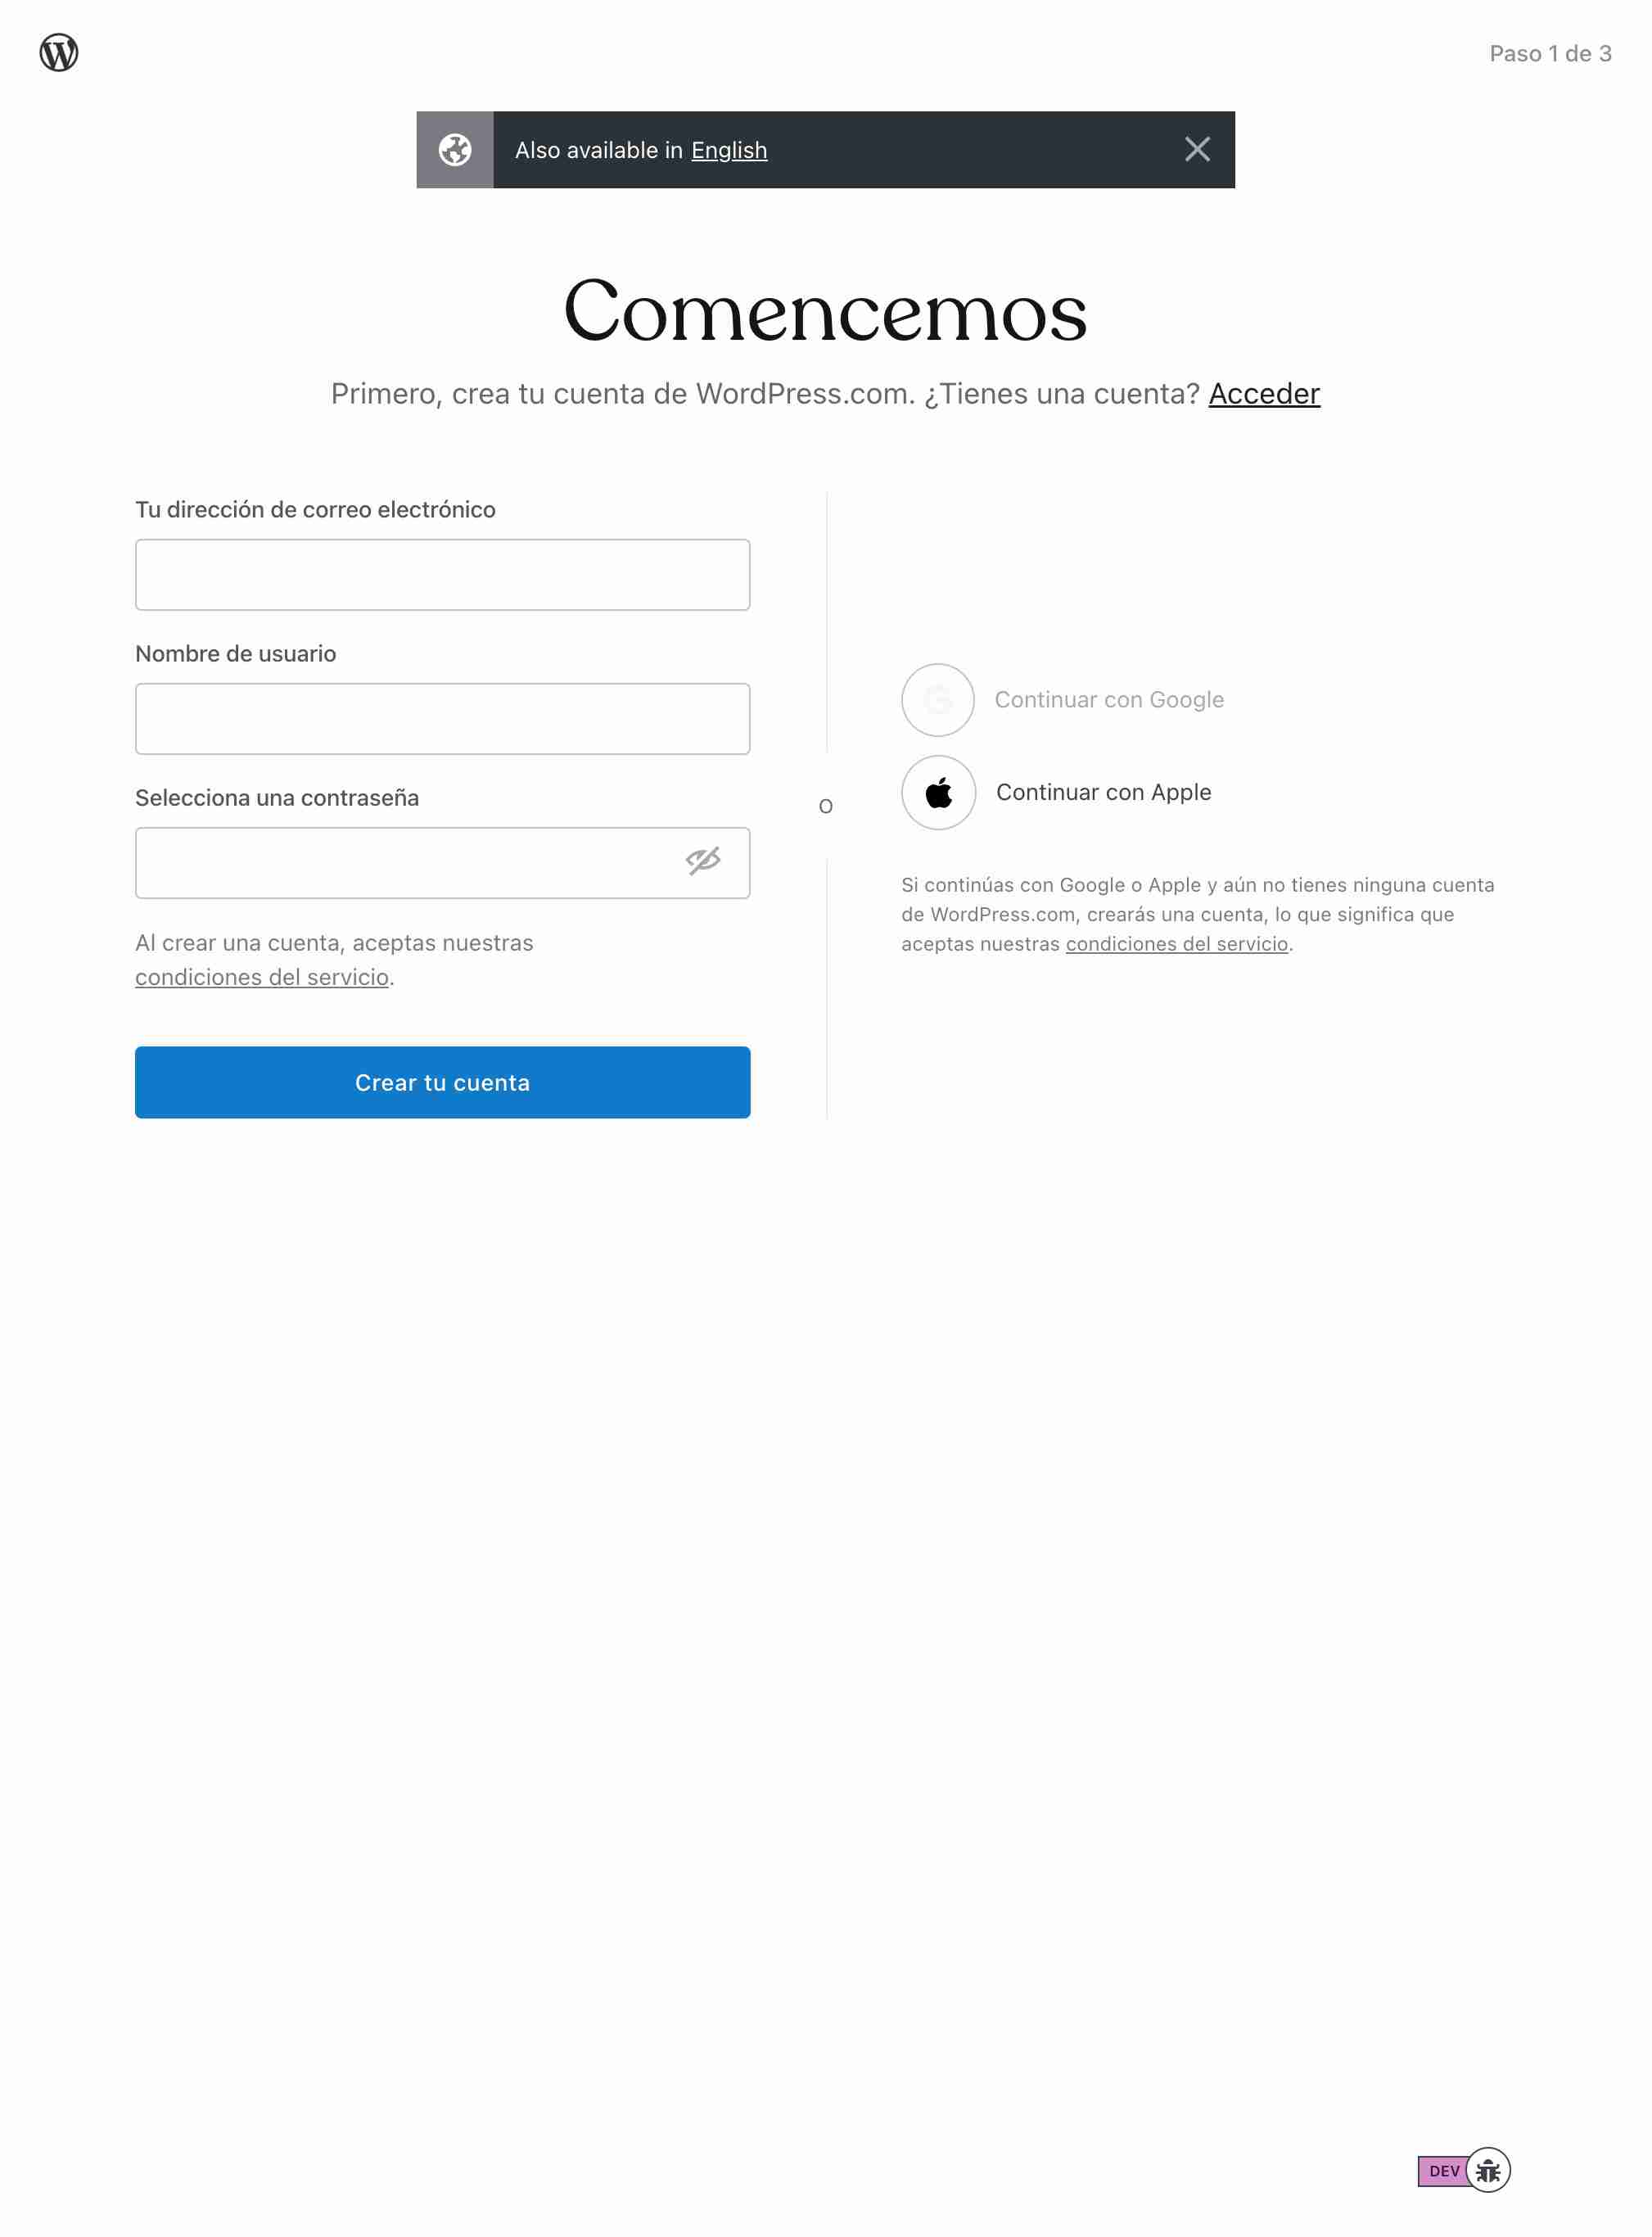 Paso 1 de 3
Also available in English
Comencemos
Primero, crea tu cuenta de WordPress.com. ¿Tienes una cuenta? Acceder
Tu dirección de correo electrónico
Nombre de usuario
Selecciona una contraseña
Al crear una cuenta, aceptas nuestras
condiciones del servicio.
Crear tu cuenta
o
Continuar con Google
Continuar con Apple
Si continúas con Google o Apple y aún no tienes ninguna cuenta
de WordPress.com, crearás una cuenta, lo que significa que
aceptas nuestras condiciones del servicio.
DEV